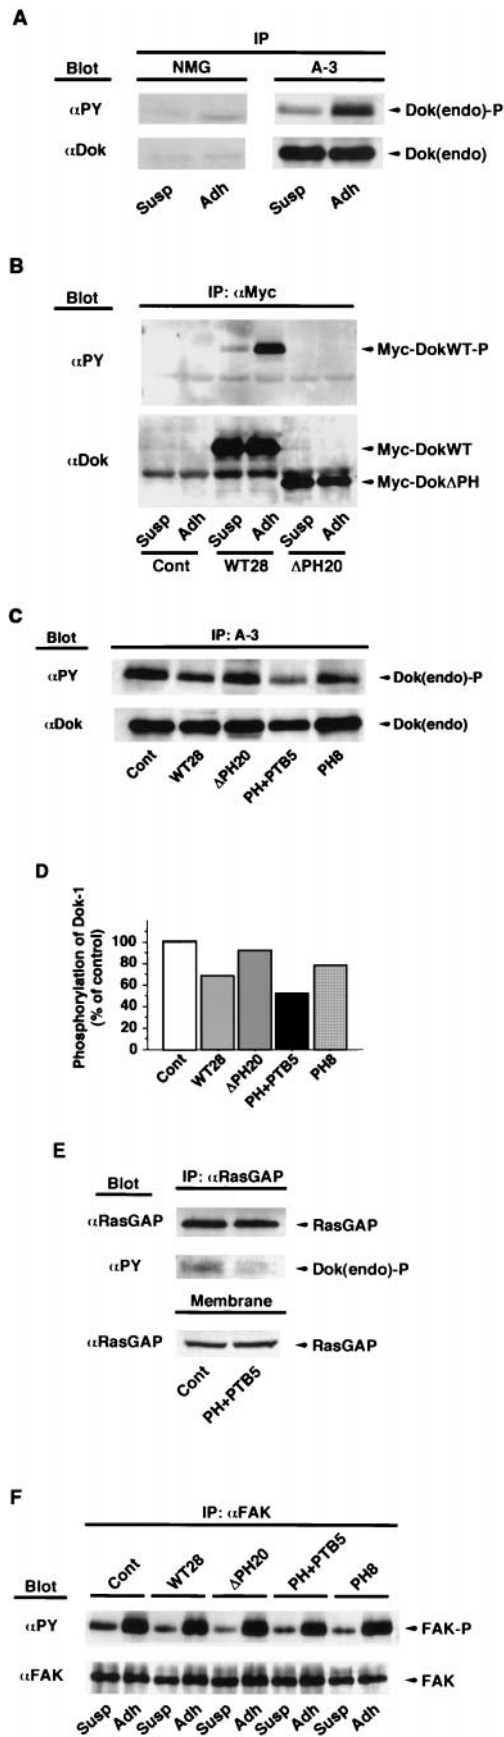 A
IP
Blot NMG A-3
αPY Dok(endo)-P
αDok Dok(endo)
Susp Adh Susp Adh
B
Blot IP: αMyc
αPY Myc-DokWT-P
αDok Myc-DokWT
Myc-DokΔPH
Susp Adh Susp Adh Susp Adh
Cont WT28 ΔPH20
C
Blot IP: A-3
αPY Dok(endo)-P
αDok Dok(endo)
Cont WT28 ΔPH20 PH+PTB5 PH8
D
Phosphorylation of Dok-1
(% of control)
100
80
60
40
20
0
Cont WT28 ΔPH20 PH+PTB5 PH8
E
Blot IP: αRasGAP
αRasGAP RasGAP
αPY Dok(endo)-P
Membrane
αRasGAP RasGAP
Cont PH+PTB5
F
IP: αFAK
Blot Cont WT28 ΔPH20 PH+PTB5 PH8
αPY FAK-P
αFAK FAK
Susp Adh Susp Adh Susp Adh Susp Adh Susp Adh